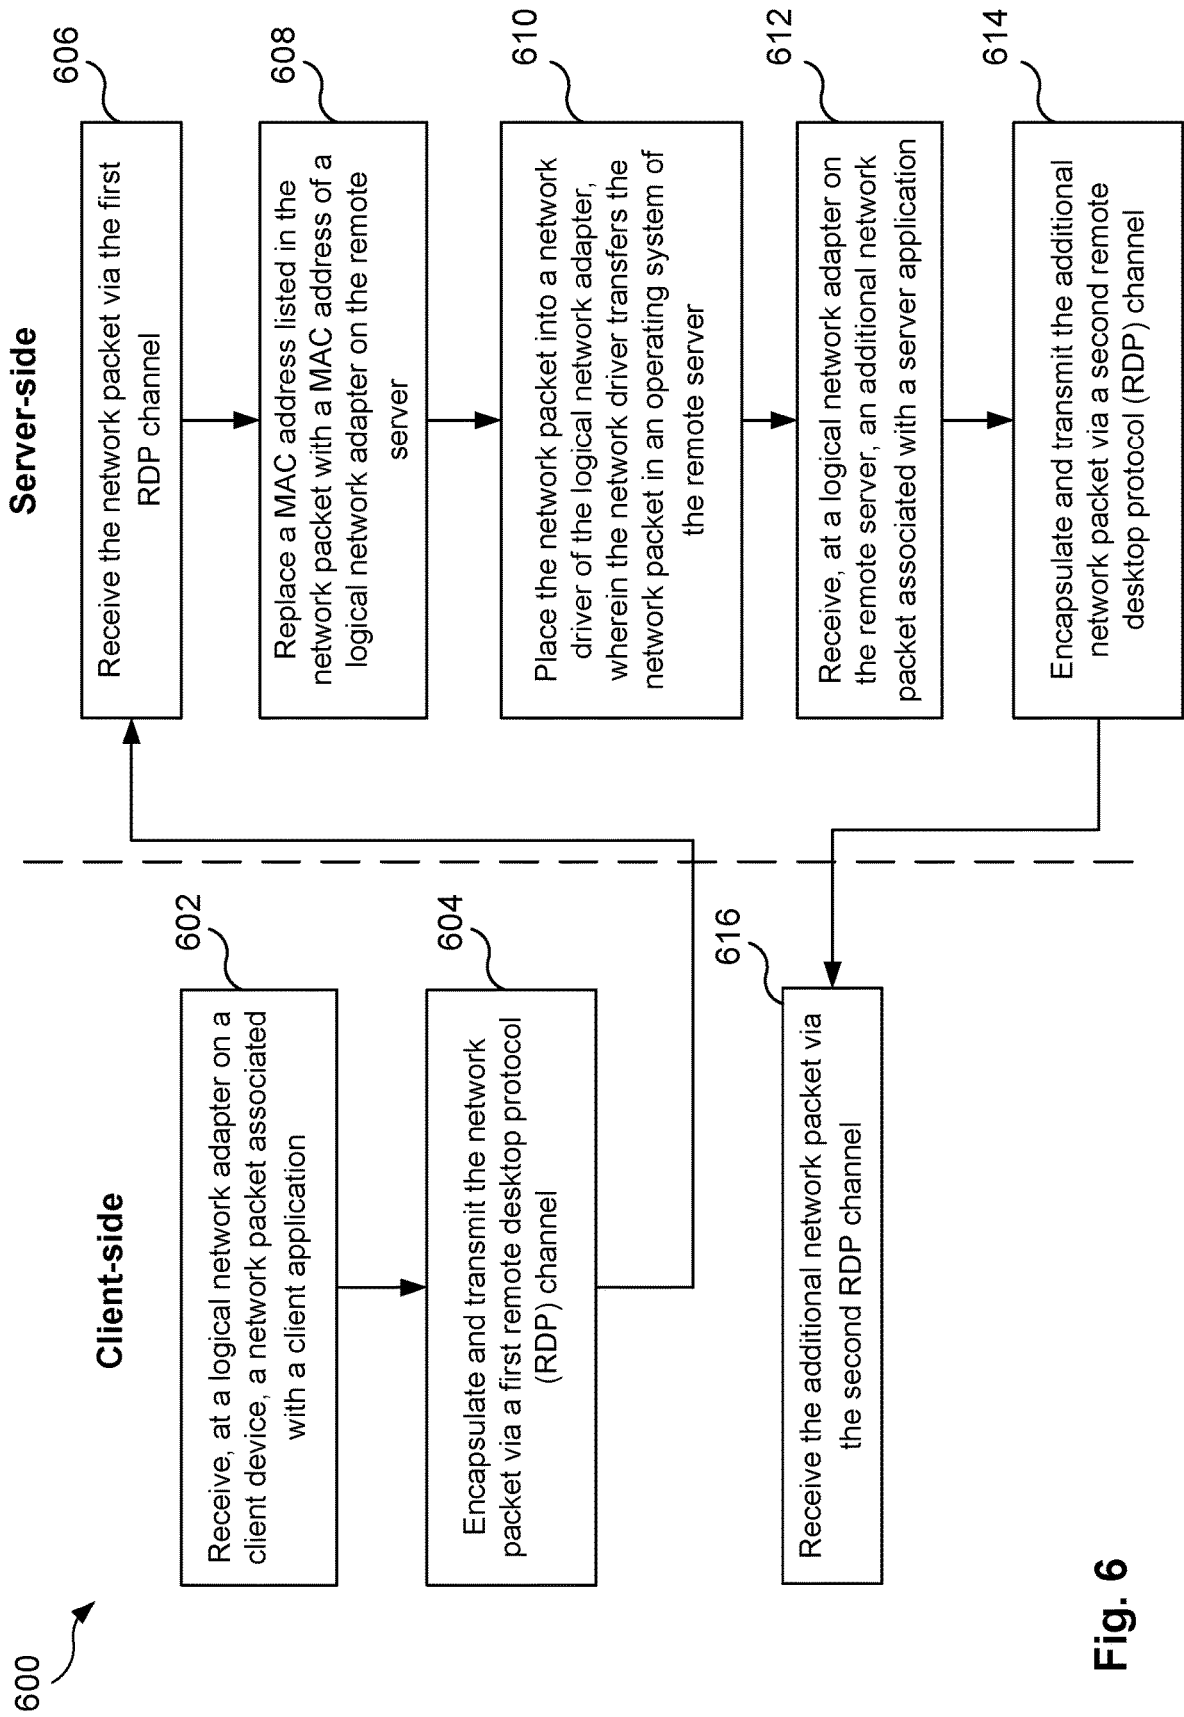 600
Client-side
602
Receive, at a logical network adapter on a
client device, a network packet associated
with a client application
604
Encapsulate and transmit the network
packet via a first remote desktop protocol
(RDP) channel
616
Receive the additional network packet via
the second RDP channel
Server-side
606
Receive the network packet via the first
RDP channel
608
Replace a MAC address listed in the
network packet with a MAC address of a
logical network adapter on the remote
server
610
Place the network packet into a network
driver of the logical network adapter,
wherein the network driver transfers the
network packet in an operating system of
the remote server
612
Receive, at a logical network adapter on
the remote server, an additional network
packet associated with a server application
614
Encapsulate and transmit the additional
network packet via a second remote
desktop protocol (RDP) channel
Fig. 6